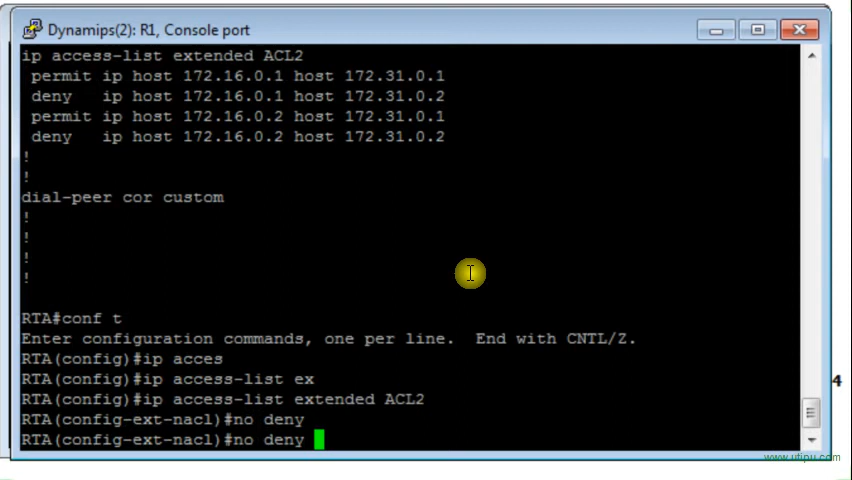 Dynamips(2): R1, Console port
ip access-list extended ACL2
permit ip host 172.16.0.1 host 172.31.0.1
deny   ip host 172.16.0.1 host 172.31.0.2
permit ip host 172.16.0.2 host 172.31.0.1
deny   ip host 172.16.0.2 host 172.31.0.2
!
!
dial-peer cor custom
!
!
!
!
RTA#conf t
Enter configuration commands, one per line.  End with CNTL/Z.
RTA(config)#ip acces
RTA(config)#ip access-list ex
4
RTA(config)#ip access-list extended ACL2
RTA(config-ext-nacl)#no deny
RTA(config-ext-nacl)#no deny
www.utipu.com